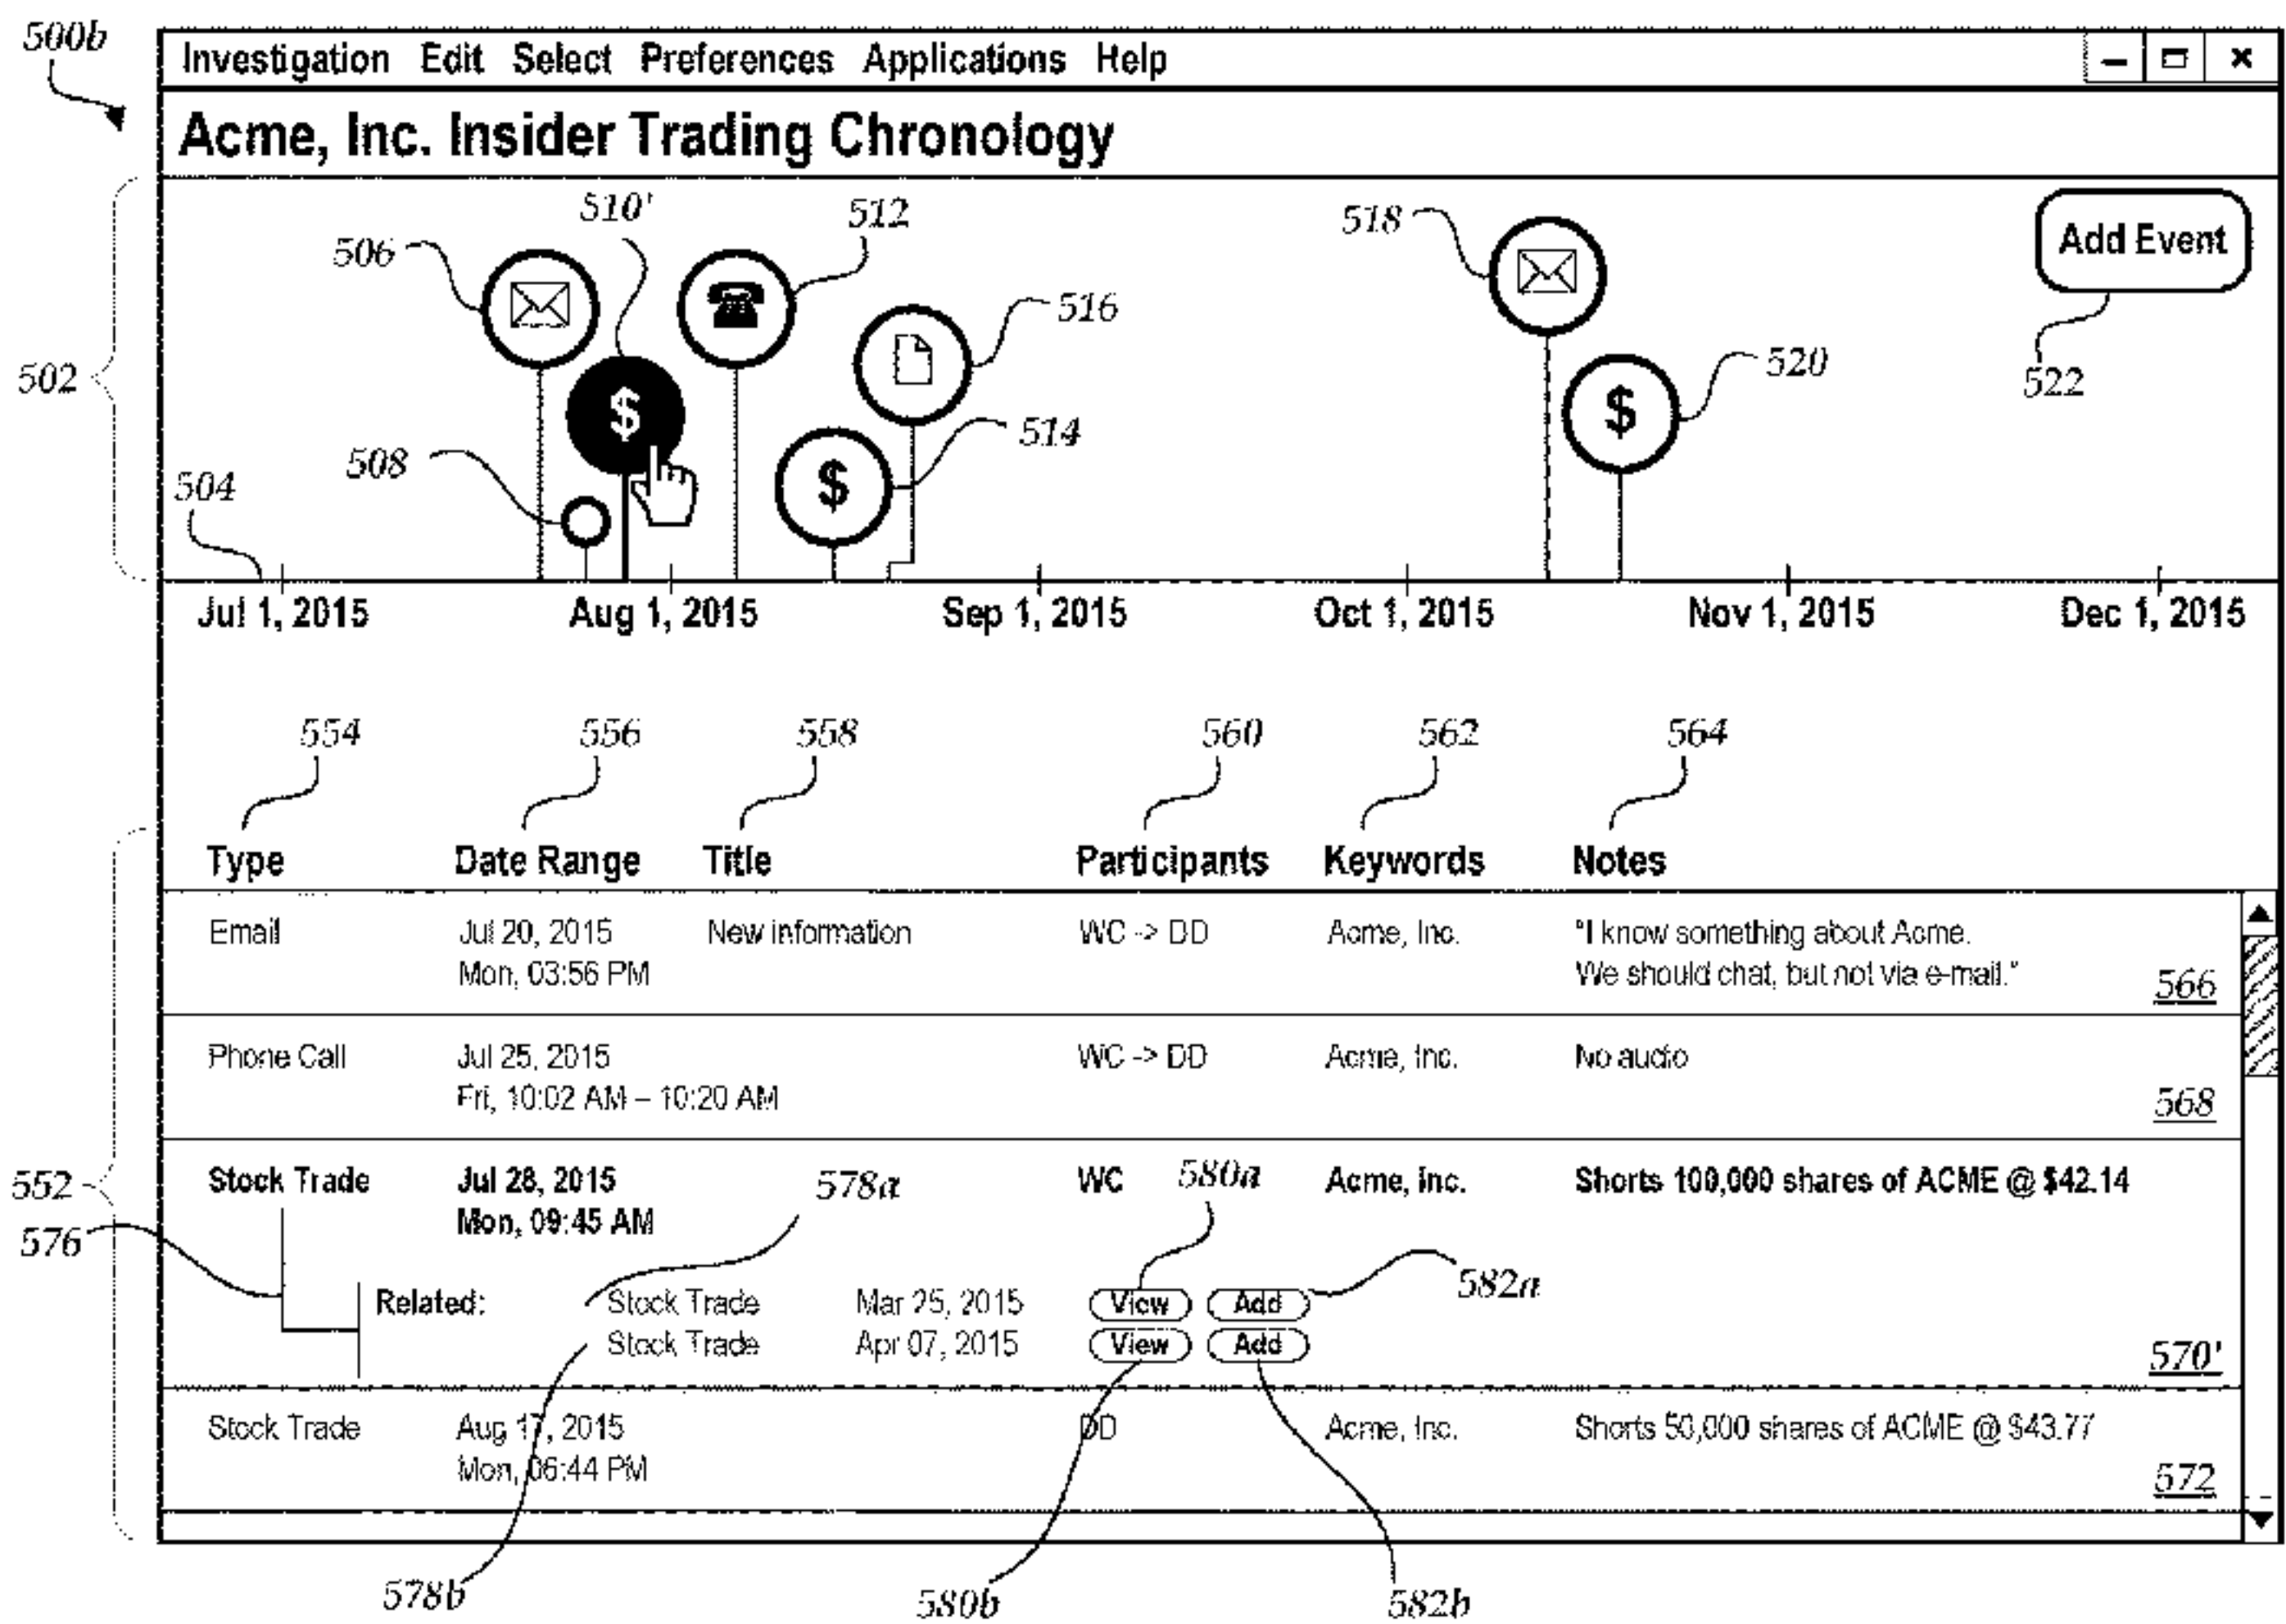 500b
Investigation Edit Select Preferences Applications Help
Acme, Inc. Insider Trading Chronology
510'
512
518
506
Add Event
516
520
502
522
514
508
504
Jul 1, 2015 Aug 1, 2015 Sep 1, 2015 Oct 1, 2015 Nov 1, 2015 Dec 1, 2015
554 556 558 560 562 564
Type Date Range Title Participants Keywords Notes
Email Jul 20, 2015 New information WC -> DD Acme, Inc. "I know something about Acme.
Mon, 03:56 PM We should chat, but not via e-mail."
566
Phone Call Jul 25, 2015 WC -> DD Acme, Inc. No audio
Fri, 10:02 AM – 10:20 AM
568
552
Stock Trade Jul 28, 2015 578a WC 580a Acme, Inc. Shorts 100,000 shares of ACME @ $42.14
Mon, 09:45 AM
576
582a
Related: Stock Trade Mar 25, 2015 View Add
Stock Trade Apr 07, 2015 View Add
570'
Stock Trade Aug 17, 2015 DD Acme, Inc. Shorts 50,000 shares of ACME @ $43.77
Mon, 06:44 PM
572
578b 580b 582b